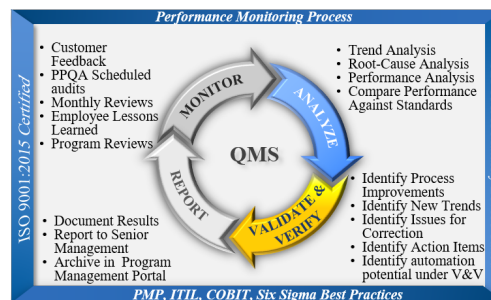 Performance Monitoring Process
ISO 9001:2015 Certified
• Customer
Feedback
• PPQA Scheduled
audits
• Monthly Reviews
• Employee Lessons
Learned
• Program Reviews
• Trend Analysis
• Root-Cause Analysis
• Performance Analysis
• Compare Performance
Against Standards
MONITOR
ANALYZE
QMS
REPORT
VALIDATE &
VERIFY
• Document Results
• Report to Senior
Management
• Archive in Program
Management Portal
• Identify Process
Improvements
• Identify New Trends
• Identify Issues for
Correction
• Identify Action Items
• Identify automation
potential under V&V
PMP, ITIL, COBIT, Six Sigma Best Practices